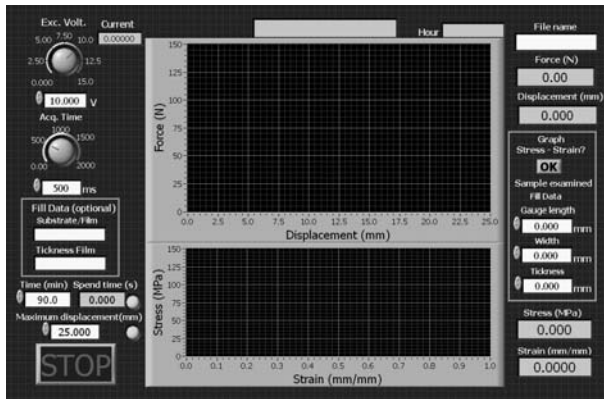 Exc. Volt.
Current
0.00000
5.00 7.50 10.0
2.50 12.5
0.000 15.0
10.000 V
Acq. Time
1000
500 1500
0 2000
500 ms
Fill Data (optional)
Substrate/Film
Tickness Film
Time (min) Spend time (s)
90.0 0.000
Maximum displacement(mm)
25.000
STOP
Hour
Force (N)
150
125
100
75
50
25
0
0.0 2.5 5.0 7.5 10.0 12.5 15.0 17.5 20.0 22.5 25.0
Displacement (mm)
Stress (MPa)
150
125
100
75
50
25
0
0.0 0.1 0.2 0.3 0.4 0.5 0.6 0.7 0.8 0.9 1.0
Strain (mm/mm)
File name
Force (N)
0.00
Displacement (mm)
0.000
Graph
Stress - Strain?
OK
Sample examined
Fill Data
Gauge length
0.000 mm
Width
0.000 mm
Tickness
0.000 mm
Stress (MPa)
0.000
Strain (mm/mm)
0.0000